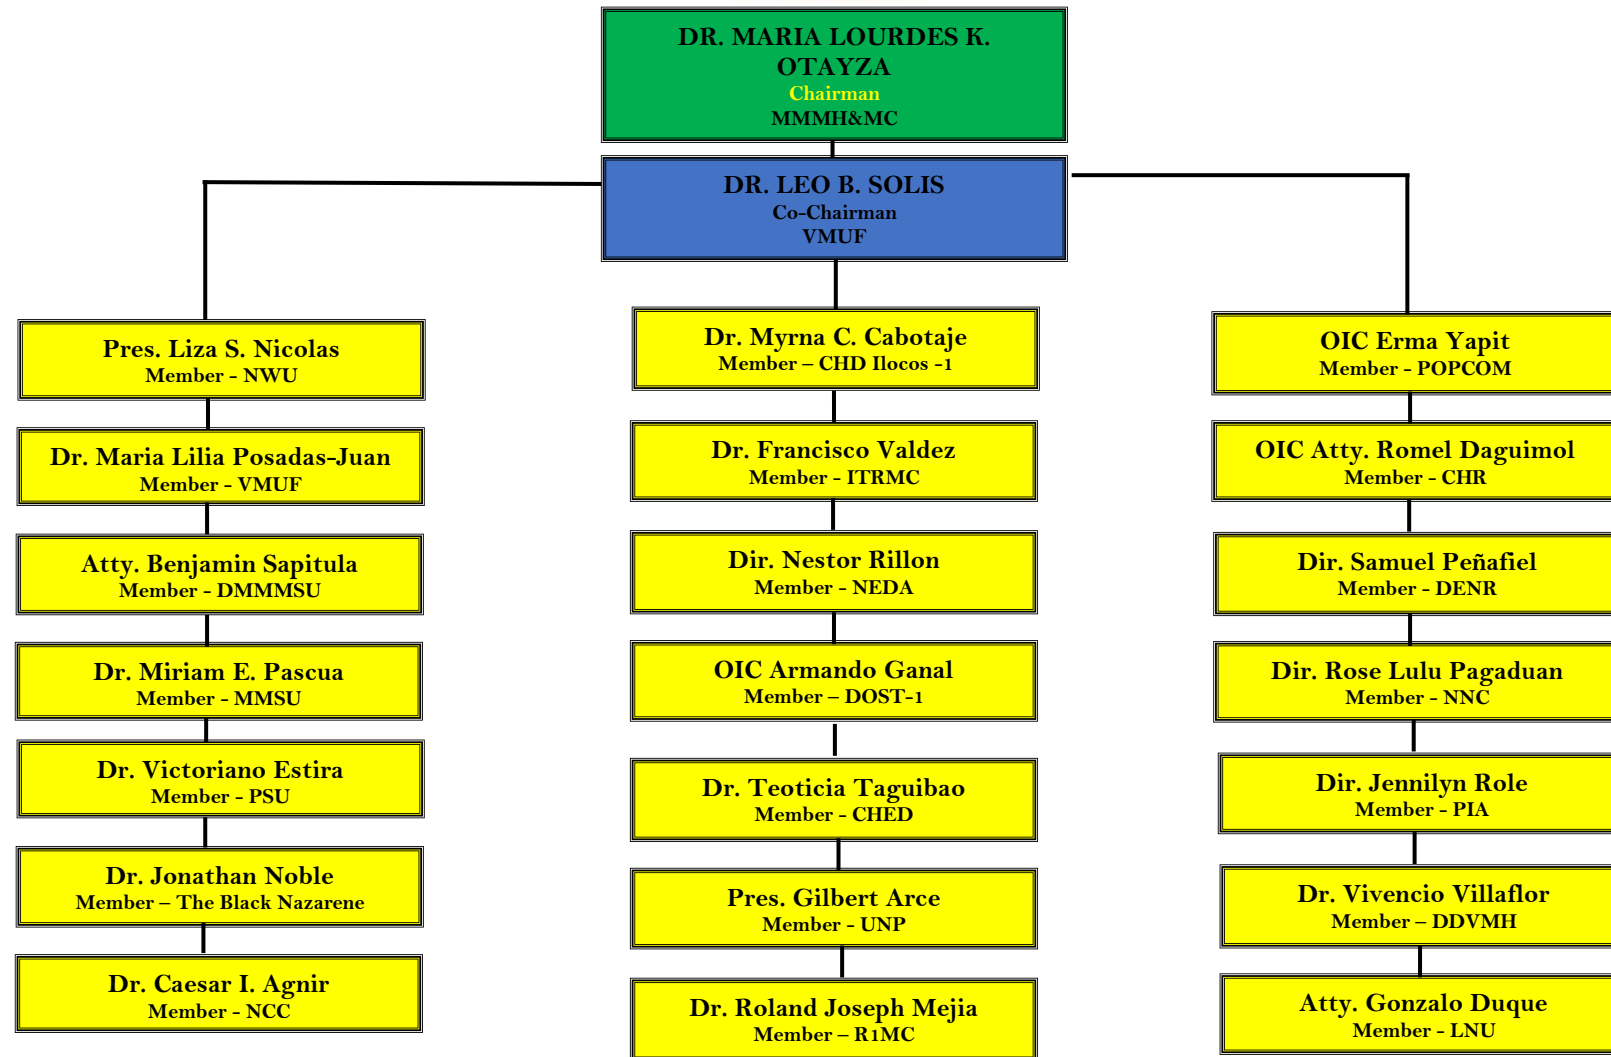 DR. MARIA LOURDES K.
OTAYZA
Chairman
MMMH&MC
DR. LEO B. SOLIS
Co-Chairman
VMUF
Pres. Liza S. Nicolas
Member - NWU
Dr. Maria Lilia Posadas-Juan
Member - VMUF
Atty. Benjamin Sapitula
Member - DMMMSU
Dr. Miriam E. Pascua
Member - MMSU
Dr. Victoriano Estira
Member - PSU
Dr. Jonathan Noble
Member – The Black Nazarene
Dr. Caesar I. Agnir
Member - NCC
Dr. Myrna C. Cabotaje
Member – CHD Ilocos -1
Dr. Francisco Valdez
Member - ITRMC
Dir. Nestor Rillon
Member - NEDA
OIC Armando Ganal
Member – DOST-1
Dr. Teoticia Taguibao
Member - CHED
Pres. Gilbert Arce
Member - UNP
Dr. Roland Joseph Mejia
Member – R1MC
OIC Erma Yapit
Member - POPCOM
OIC Atty. Romel Daguimol
Member - CHR
Dir. Samuel Peñafiel
Member - DENR
Dir. Rose Lulu Pagaduan
Member - NNC
Dir. Jennilyn Role
Member - PIA
Dr. Vivencio Villaflor
Member – DDVMH
Atty. Gonzalo Duque
Member - LNU